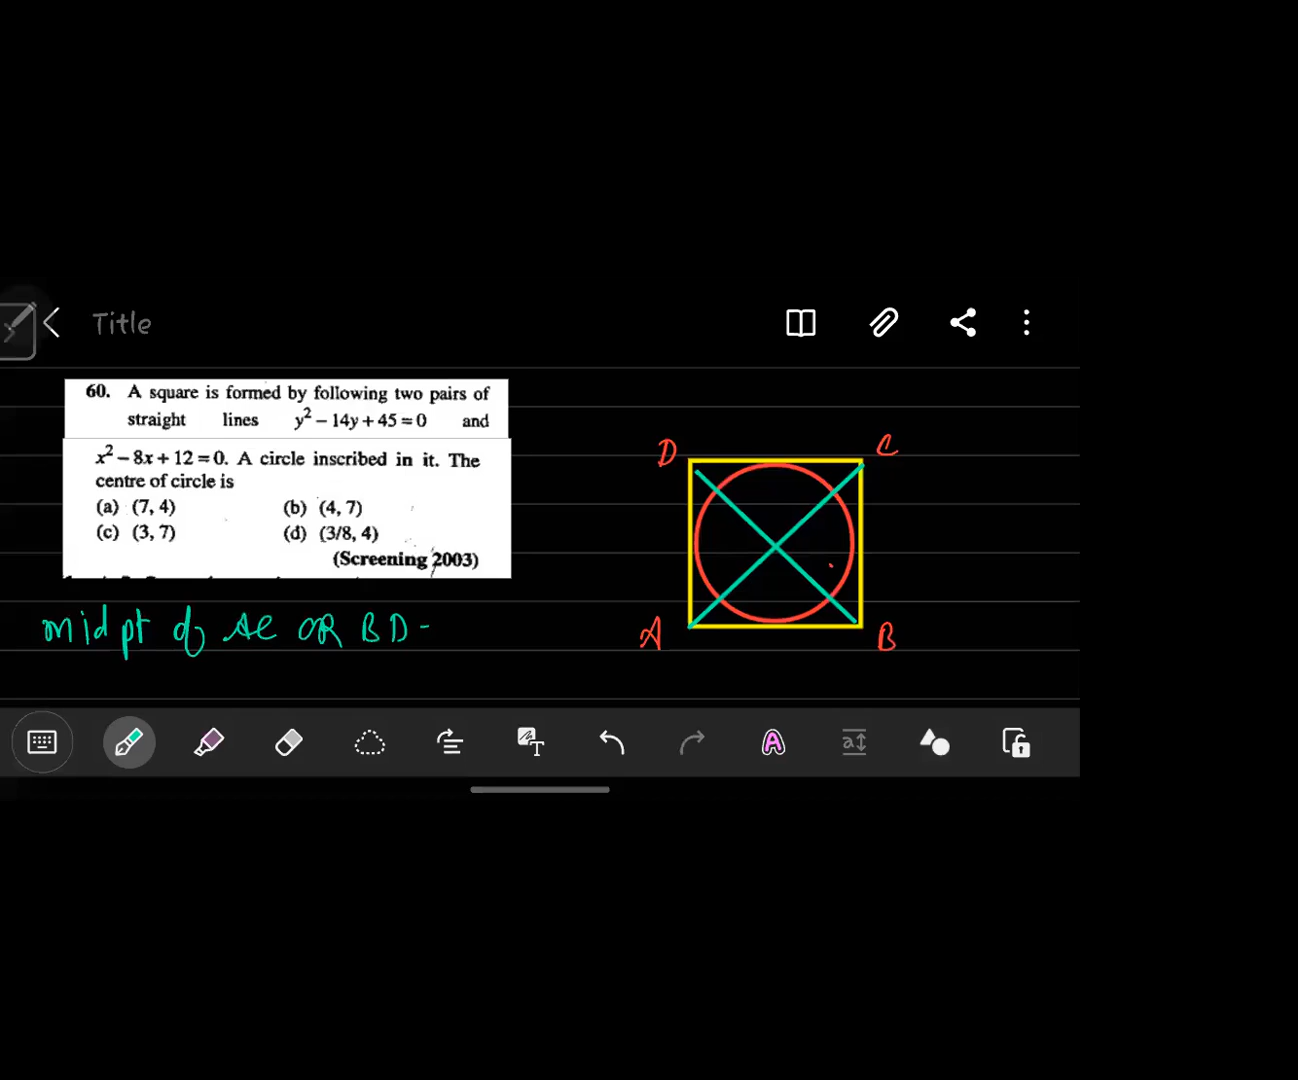 Title
60. A square is formed by following two pairs of
straight lines y² – 14y + 45 = 0 and
x² – 8x + 12 = 0. A circle inscribed in it. The
centre of circle is
(a) (7, 4) (b) (4, 7)
(c) (3, 7) (d) (3/8, 4)
(Screening 2003)
D C
A B
midpt of AC OR BD -